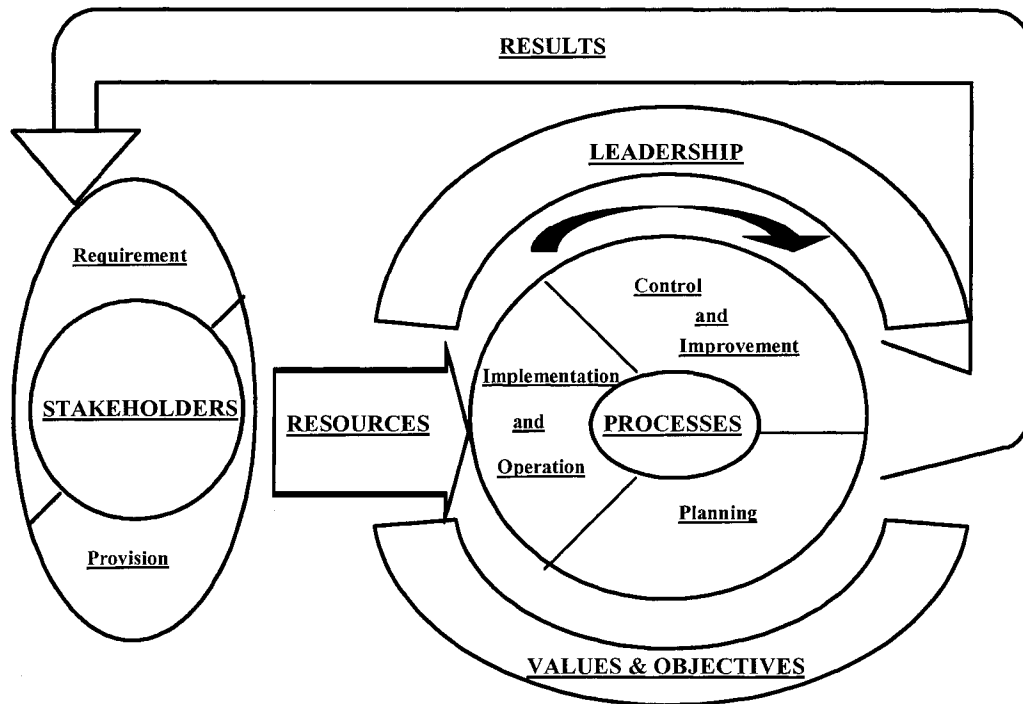 RESULTS
LEADERSHIP
Requirement
Control
and
Improvement
Implementation
STAKEHOLDERS
RESOURCES
and
PROCESSES
Operation
Planning
Provision
VALUES & OBJECTIVES